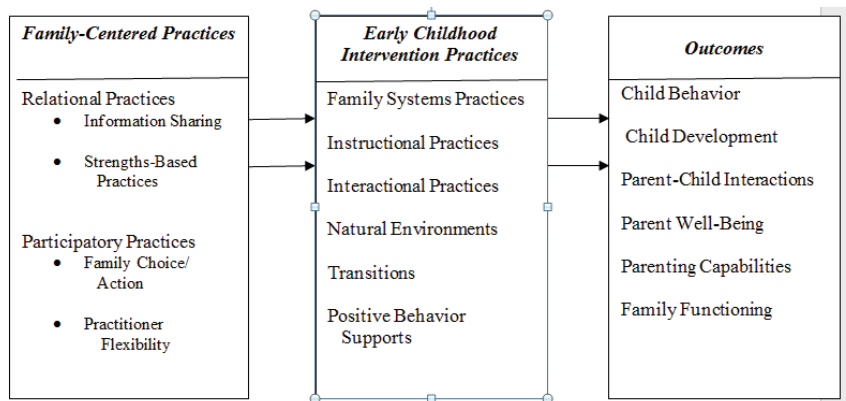 Family-Centered Practices
Relational Practices
• Information Sharing
• Strengths-Based
Practices
Participatory Practices
• Family Choice/
Action
• Practitioner
Flexibility
Early Childhood
Intervention Practices
Family Systems Practices
Instructional Practices
Interactional Practices
Natural Environments
Transitions
Positive Behavior
Supports
Outcomes
Child Behavior
Child Development
Parent-Child Interactions
Parent Well-Being
Parenting Capabilities
Family Functioning